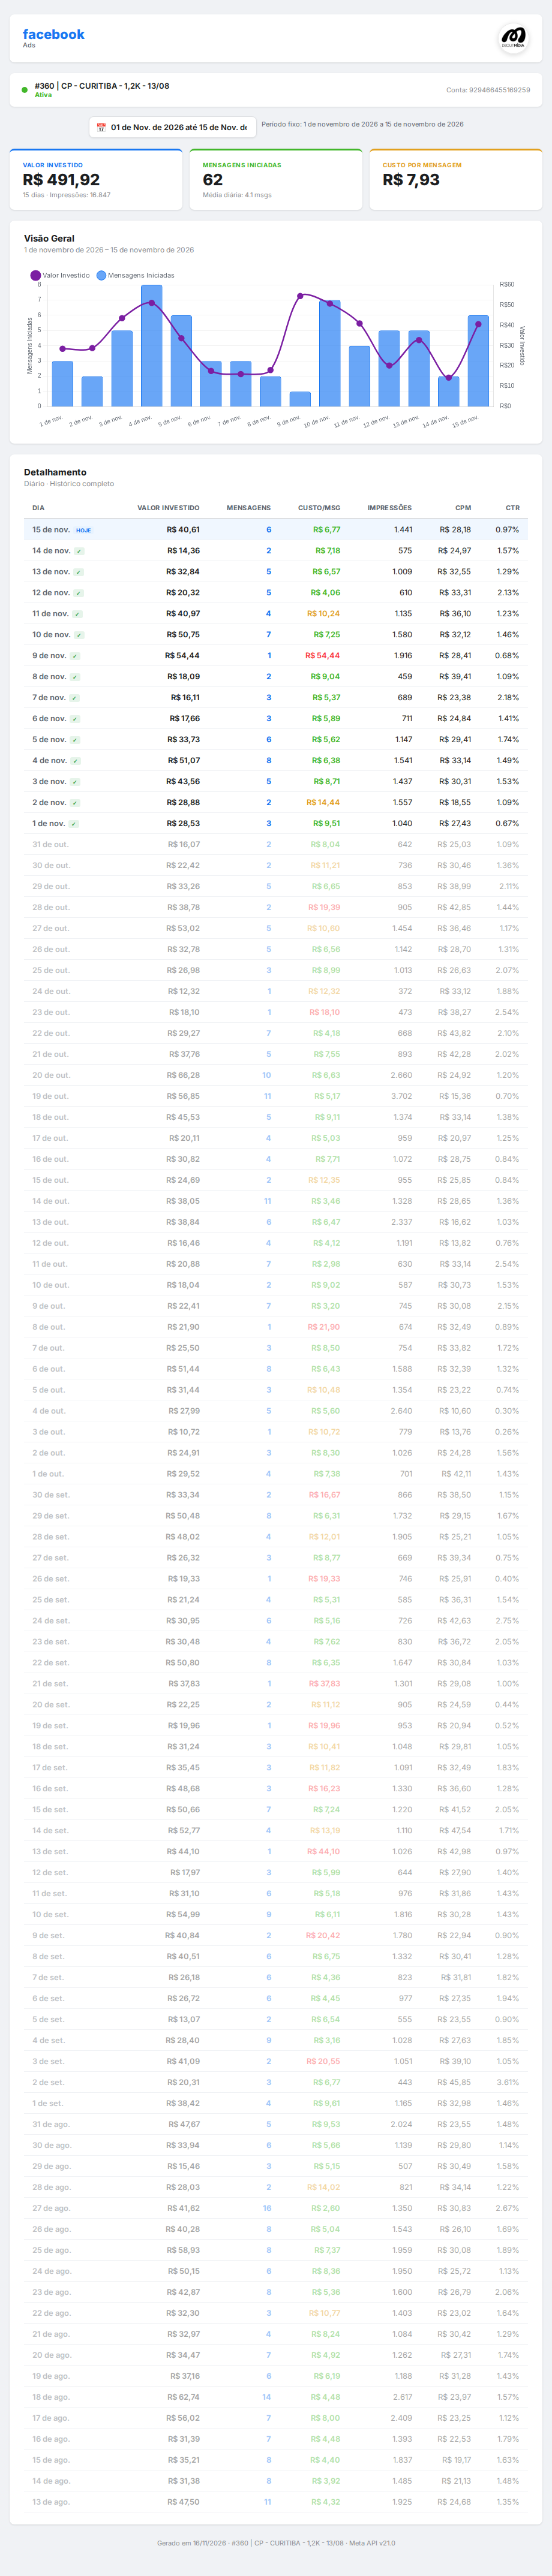 facebook
Ads
#360 | CP - CURITIBA - 1,2K - 13/08
Ativa
Conta: 929466455169259
📅 01 de Nov. de 2026 até 15 de Nov. de
Período fixo: 1 de novembro de 2026 a 15 de novembro de 2026
VALOR INVESTIDO
R$ 491,92
15 dias · Impressões: 16.847
MENSAGENS INICIADAS
62
Média diária: 4.1 msgs
CUSTO POR MENSAGEM
R$ 7,93
Visão Geral
1 de novembro de 2026 – 15 de novembro de 2026
Valor Investido Mensagens Iniciadas
Mensagens Iniciadas
8
7
6
5
4
3
2
1
0
R$60
R$50
R$40
R$30
R$20
R$10
R$0
Valor Investido
1 de nov. 2 de nov. 3 de nov. 4 de nov. 5 de nov. 6 de nov. 7 de nov. 8 de nov. 9 de nov. 10 de nov. 11 de nov. 12 de nov. 13 de nov. 14 de nov. 15 de nov.
Detalhamento
Diário · Histórico completo
DIA VALOR INVESTIDO MENSAGENS CUSTO/MSG IMPRESSÕES CPM CTR
15 de nov. HOJE R$ 40,61 6 R$ 6,77 1.441 R$ 28,18 0.97%
14 de nov. ✓ R$ 14,36 2 R$ 7,18 575 R$ 24,97 1.57%
13 de nov. ✓ R$ 32,84 5 R$ 6,57 1.009 R$ 32,55 1.29%
12 de nov. ✓ R$ 20,32 5 R$ 4,06 610 R$ 33,31 2.13%
11 de nov. ✓ R$ 40,97 4 R$ 10,24 1.135 R$ 36,10 1.23%
10 de nov. ✓ R$ 50,75 7 R$ 7,25 1.580 R$ 32,12 1.46%
9 de nov. ✓ R$ 54,44 1 R$ 54,44 1.916 R$ 28,41 0.68%
8 de nov. ✓ R$ 18,09 2 R$ 9,04 459 R$ 39,41 1.09%
7 de nov. ✓ R$ 16,11 3 R$ 5,37 689 R$ 23,38 2.18%
6 de nov. ✓ R$ 17,66 3 R$ 5,89 711 R$ 24,84 1.41%
5 de nov. ✓ R$ 33,73 6 R$ 5,62 1.147 R$ 29,41 1.74%
4 de nov. ✓ R$ 51,07 8 R$ 6,38 1.541 R$ 33,14 1.49%
3 de nov. ✓ R$ 43,56 5 R$ 8,71 1.437 R$ 30,31 1.53%
2 de nov. ✓ R$ 28,88 2 R$ 14,44 1.557 R$ 18,55 1.09%
1 de nov. ✓ R$ 28,53 3 R$ 9,51 1.040 R$ 27,43 0.67%
31 de out. R$ 16,07 2 R$ 8,04 642 R$ 25,03 1.09%
30 de out. R$ 22,42 2 R$ 11,21 736 R$ 30,46 1.36%
29 de out. R$ 33,26 5 R$ 6,65 853 R$ 38,99 2.11%
28 de out. R$ 38,78 2 R$ 19,39 905 R$ 42,85 1.44%
27 de out. R$ 53,02 5 R$ 10,60 1.454 R$ 36,46 1.17%
26 de out. R$ 32,78 5 R$ 6,56 1.142 R$ 28,70 1.31%
25 de out. R$ 26,98 3 R$ 8,99 1.013 R$ 26,63 2.07%
24 de out. R$ 12,32 1 R$ 12,32 372 R$ 33,12 1.88%
23 de out. R$ 18,10 1 R$ 18,10 473 R$ 38,27 2.54%
22 de out. R$ 29,27 7 R$ 4,18 668 R$ 43,82 2.10%
21 de out. R$ 37,76 5 R$ 7,55 893 R$ 42,28 2.02%
20 de out. R$ 66,28 10 R$ 6,63 2.660 R$ 24,92 1.20%
19 de out. R$ 56,85 11 R$ 5,17 3.702 R$ 15,36 0.70%
18 de out. R$ 45,53 5 R$ 9,11 1.374 R$ 33,14 1.38%
17 de out. R$ 20,11 4 R$ 5,03 959 R$ 20,97 1.25%
16 de out. R$ 30,82 4 R$ 7,71 1.072 R$ 28,75 0.84%
15 de out. R$ 24,69 2 R$ 12,35 955 R$ 25,85 0.84%
14 de out. R$ 38,05 11 R$ 3,46 1.328 R$ 28,65 1.36%
13 de out. R$ 38,84 6 R$ 6,47 2.337 R$ 16,62 1.03%
12 de out. R$ 16,46 4 R$ 4,12 1.191 R$ 13,82 0.76%
11 de out. R$ 20,88 7 R$ 2,98 630 R$ 33,14 2.54%
10 de out. R$ 18,04 2 R$ 9,02 587 R$ 30,73 1.53%
9 de out. R$ 22,41 7 R$ 3,20 745 R$ 30,08 2.15%
8 de out. R$ 21,90 1 R$ 21,90 674 R$ 32,49 0.89%
7 de out. R$ 25,50 3 R$ 8,50 754 R$ 33,82 1.72%
6 de out. R$ 51,44 8 R$ 6,43 1.588 R$ 32,39 1.32%
5 de out. R$ 31,44 3 R$ 10,48 1.354 R$ 23,22 0.74%
4 de out. R$ 27,99 5 R$ 5,60 2.640 R$ 10,60 0.30%
3 de out. R$ 10,72 1 R$ 10,72 779 R$ 13,76 0.26%
2 de out. R$ 24,91 3 R$ 8,30 1.026 R$ 24,28 1.56%
1 de out. R$ 29,52 4 R$ 7,38 701 R$ 42,11 1.43%
30 de set. R$ 33,34 2 R$ 16,67 866 R$ 38,50 1.15%
29 de set. R$ 50,48 8 R$ 6,31 1.732 R$ 29,15 1.67%
28 de set. R$ 48,02 4 R$ 12,01 1.905 R$ 25,21 1.05%
27 de set. R$ 26,32 3 R$ 8,77 669 R$ 39,34 0.75%
26 de set. R$ 19,33 1 R$ 19,33 746 R$ 25,91 0.40%
25 de set. R$ 21,24 4 R$ 5,31 585 R$ 36,31 1.54%
24 de set. R$ 30,95 6 R$ 5,16 726 R$ 42,63 2.75%
23 de set. R$ 30,48 4 R$ 7,62 830 R$ 36,72 2.05%
22 de set. R$ 50,80 8 R$ 6,35 1.647 R$ 30,84 1.03%
21 de set. R$ 37,83 1 R$ 37,83 1.301 R$ 29,08 1.00%
20 de set. R$ 22,25 2 R$ 11,12 905 R$ 24,59 0.44%
19 de set. R$ 19,96 1 R$ 19,96 953 R$ 20,94 0.52%
18 de set. R$ 31,24 3 R$ 10,41 1.048 R$ 29,81 1.05%
17 de set. R$ 35,45 3 R$ 11,82 1.091 R$ 32,49 1.83%
16 de set. R$ 48,68 3 R$ 16,23 1.330 R$ 36,60 1.28%
15 de set. R$ 50,66 7 R$ 7,24 1.220 R$ 41,52 2.05%
14 de set. R$ 52,77 4 R$ 13,19 1.110 R$ 47,54 1.71%
13 de set. R$ 44,10 1 R$ 44,10 1.026 R$ 42,98 0.97%
12 de set. R$ 17,97 3 R$ 5,99 644 R$ 27,90 1.40%
11 de set. R$ 31,10 6 R$ 5,18 976 R$ 31,86 1.43%
10 de set. R$ 54,99 9 R$ 6,11 1.816 R$ 30,28 1.43%
9 de set. R$ 40,84 2 R$ 20,42 1.780 R$ 22,94 0.90%
8 de set. R$ 40,51 6 R$ 6,75 1.332 R$ 30,41 1.28%
7 de set. R$ 26,18 6 R$ 4,36 823 R$ 31,81 1.82%
6 de set. R$ 26,72 6 R$ 4,45 977 R$ 27,35 1.94%
5 de set. R$ 13,07 2 R$ 6,54 555 R$ 23,55 0.90%
4 de set. R$ 28,40 9 R$ 3,16 1.028 R$ 27,63 1.85%
3 de set. R$ 41,09 2 R$ 20,55 1.051 R$ 39,10 1.05%
2 de set. R$ 20,31 3 R$ 6,77 443 R$ 45,85 3.61%
1 de set. R$ 38,42 4 R$ 9,61 1.165 R$ 32,98 1.46%
31 de ago. R$ 47,67 5 R$ 9,53 2.024 R$ 23,55 1.48%
30 de ago. R$ 33,94 6 R$ 5,66 1.139 R$ 29,80 1.14%
29 de ago. R$ 15,46 3 R$ 5,15 507 R$ 30,49 1.58%
28 de ago. R$ 28,03 2 R$ 14,02 821 R$ 34,14 1.22%
27 de ago. R$ 41,62 16 R$ 2,60 1.350 R$ 30,83 2.67%
26 de ago. R$ 40,28 8 R$ 5,04 1.543 R$ 26,10 1.69%
25 de ago. R$ 58,93 8 R$ 7,37 1.959 R$ 30,08 1.89%
24 de ago. R$ 50,15 6 R$ 8,36 1.950 R$ 25,72 1.13%
23 de ago. R$ 42,87 8 R$ 5,36 1.600 R$ 26,79 2.06%
22 de ago. R$ 32,30 3 R$ 10,77 1.403 R$ 23,02 1.64%
21 de ago. R$ 32,97 4 R$ 8,24 1.084 R$ 30,42 1.29%
20 de ago. R$ 34,47 7 R$ 4,92 1.262 R$ 27,31 1.74%
19 de ago. R$ 37,16 6 R$ 6,19 1.188 R$ 31,28 1.43%
18 de ago. R$ 62,74 14 R$ 4,48 2.617 R$ 23,97 1.57%
17 de ago. R$ 56,02 7 R$ 8,00 2.409 R$ 23,25 1.12%
16 de ago. R$ 31,39 7 R$ 4,48 1.393 R$ 22,53 1.79%
15 de ago. R$ 35,21 8 R$ 4,40 1.837 R$ 19,17 1.63%
14 de ago. R$ 31,38 8 R$ 3,92 1.485 R$ 21,13 1.48%
13 de ago. R$ 47,50 11 R$ 4,32 1.925 R$ 24,68 1.35%
Gerado em 16/11/2026 · #360 | CP - CURITIBA - 1,2K - 13/08 · Meta API v21.0